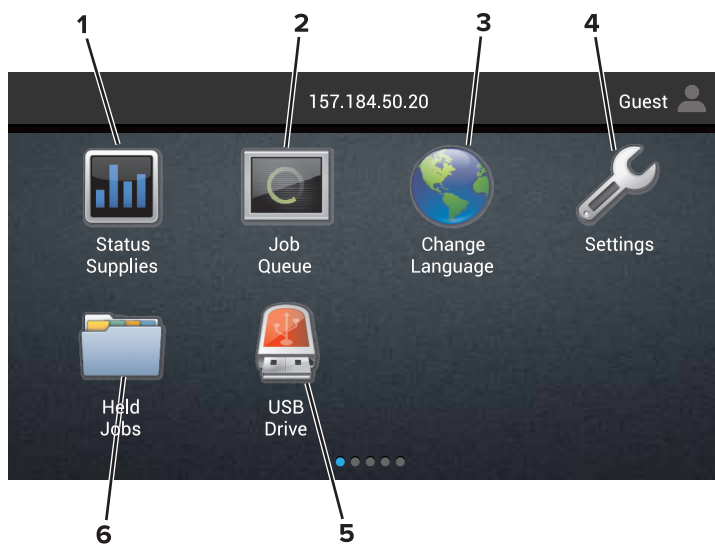 1 2 3 4
157.184.50.20 Guest
Status Supplies
Job Queue
Change Language
Settings
Held Jobs
USB Drive
6 5